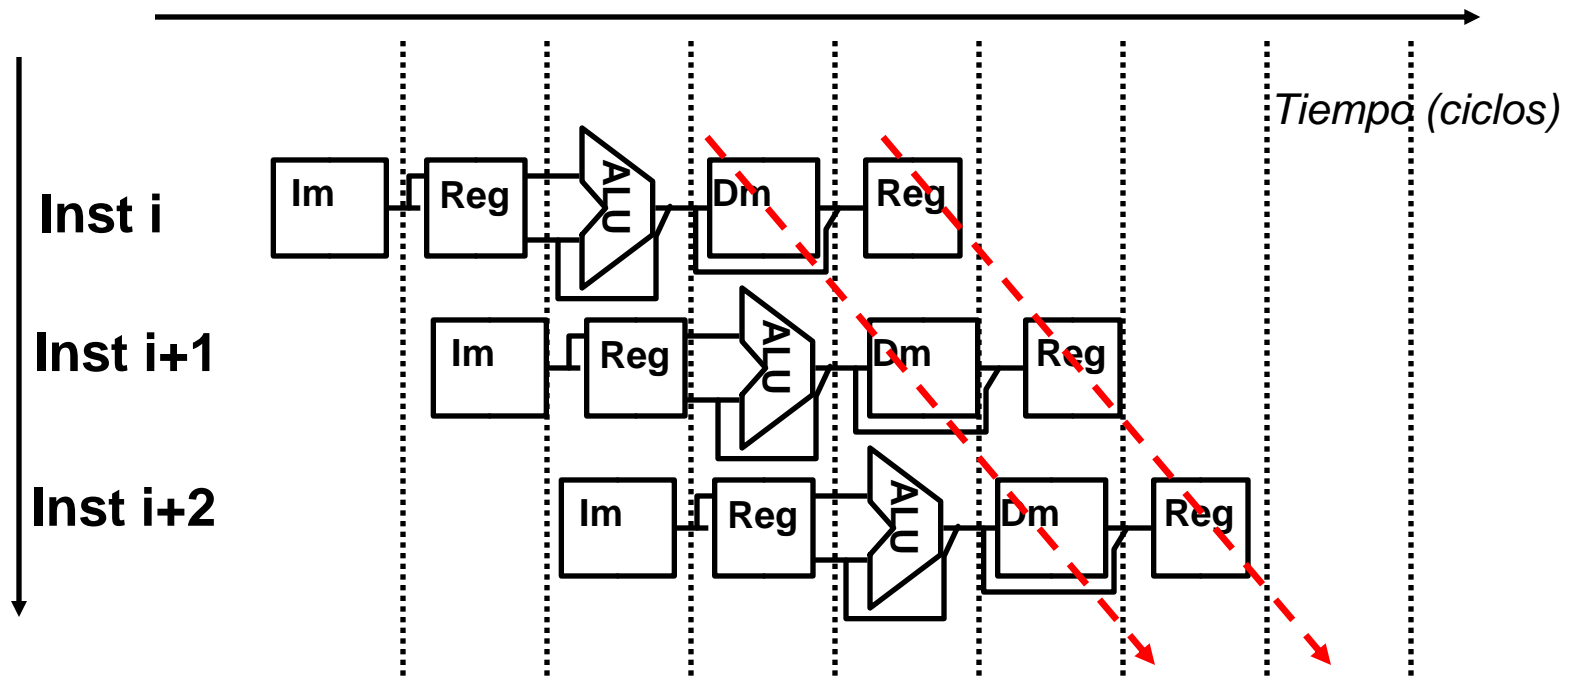 Tiempo (ciclos)
Inst i
Im
Reg
ALU
Dm
Reg
Inst i+1
Im
Reg
ALU
Dm
Reg
Inst i+2
Im
Reg
ALU
Dm
Reg